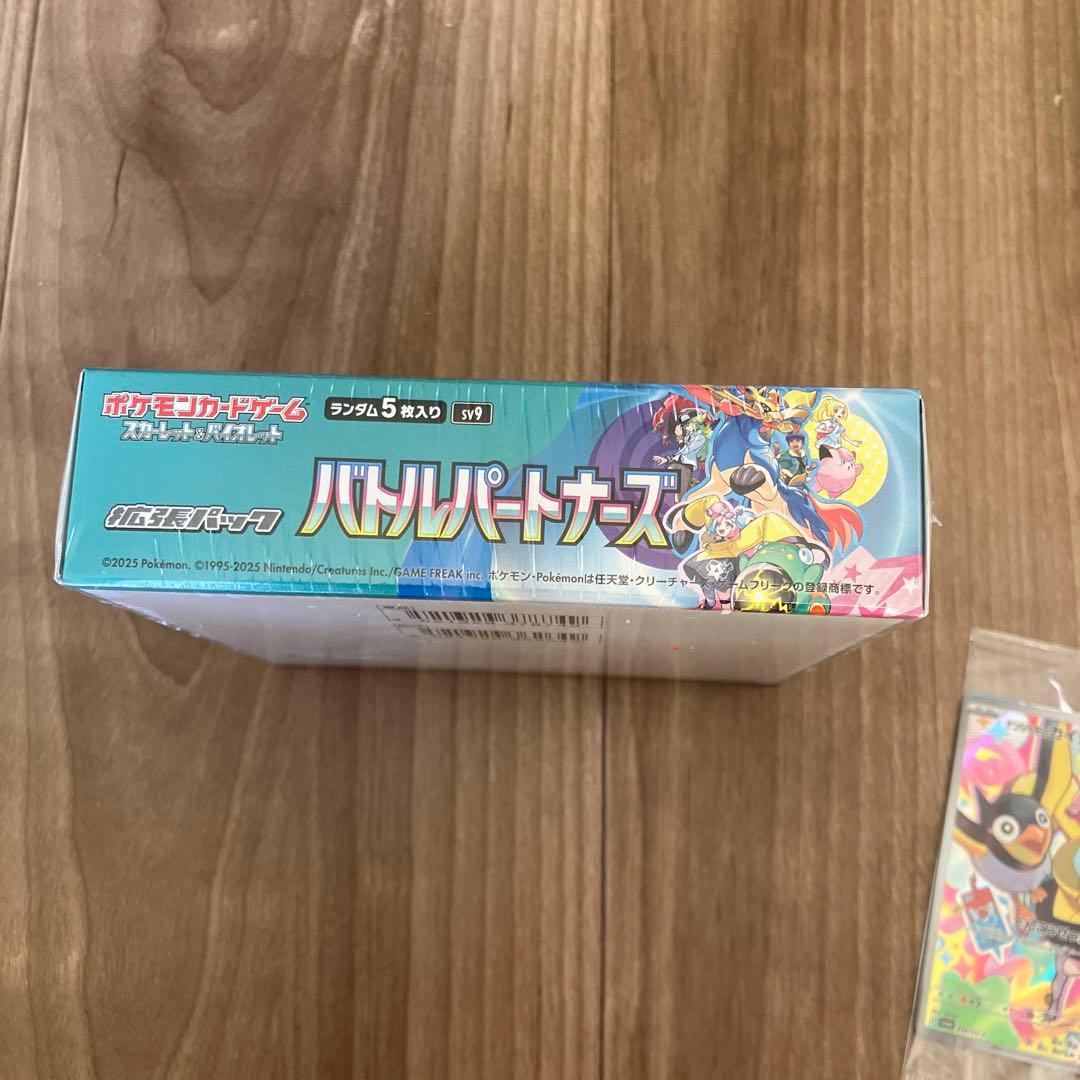 ポケモンカードゲーム
スカーレット&バイオレット
ランダム5枚入り SV9
拡張パック
バトルパートナーズ
©2025 Pokémon. ©1995-2025 Nintendo/Creatures Inc./GAME FREAK inc. ポケモン・Pokémonは任天堂・クリーチャーズ・ゲームフリークの登録商標です。